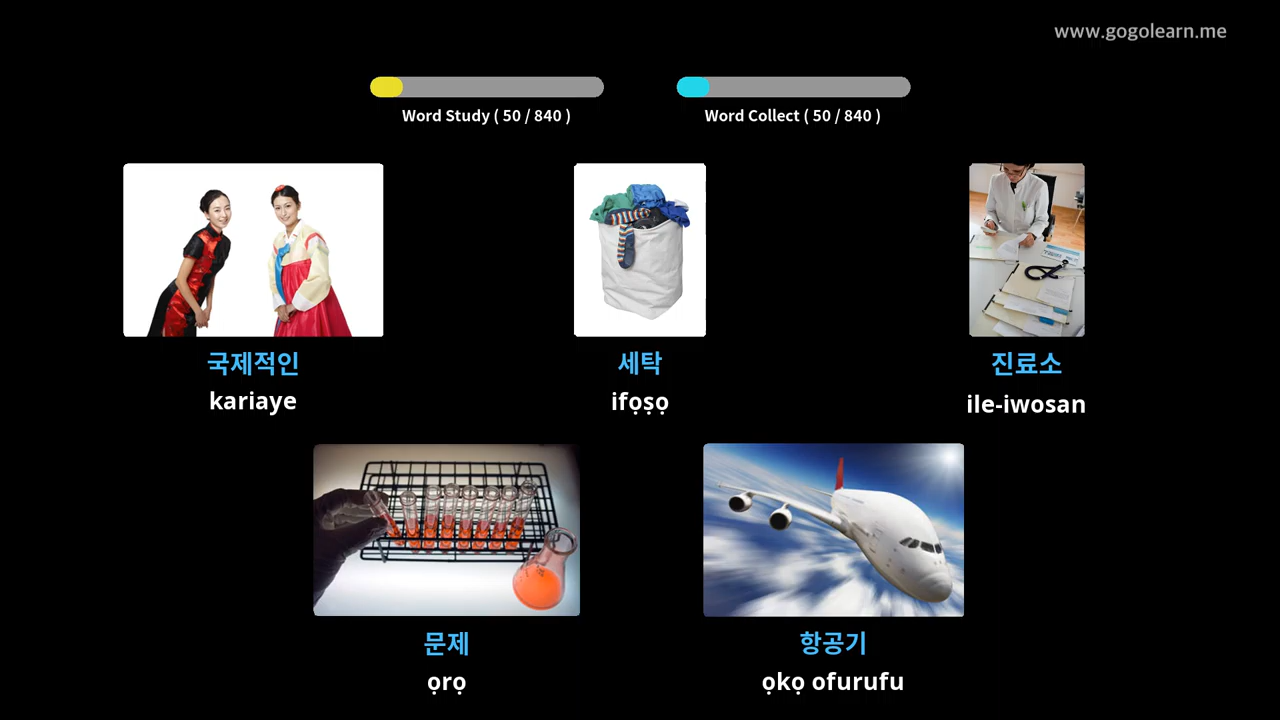 www.gogolearn.me
Word Study ( 50 / 840 )
Word Collect ( 50 / 840 )
국제적인
kariaye
세탁
ifọṣọ
진료소
ile-iwosan
문제
ọrọ
항공기
ọkọ ofurufu